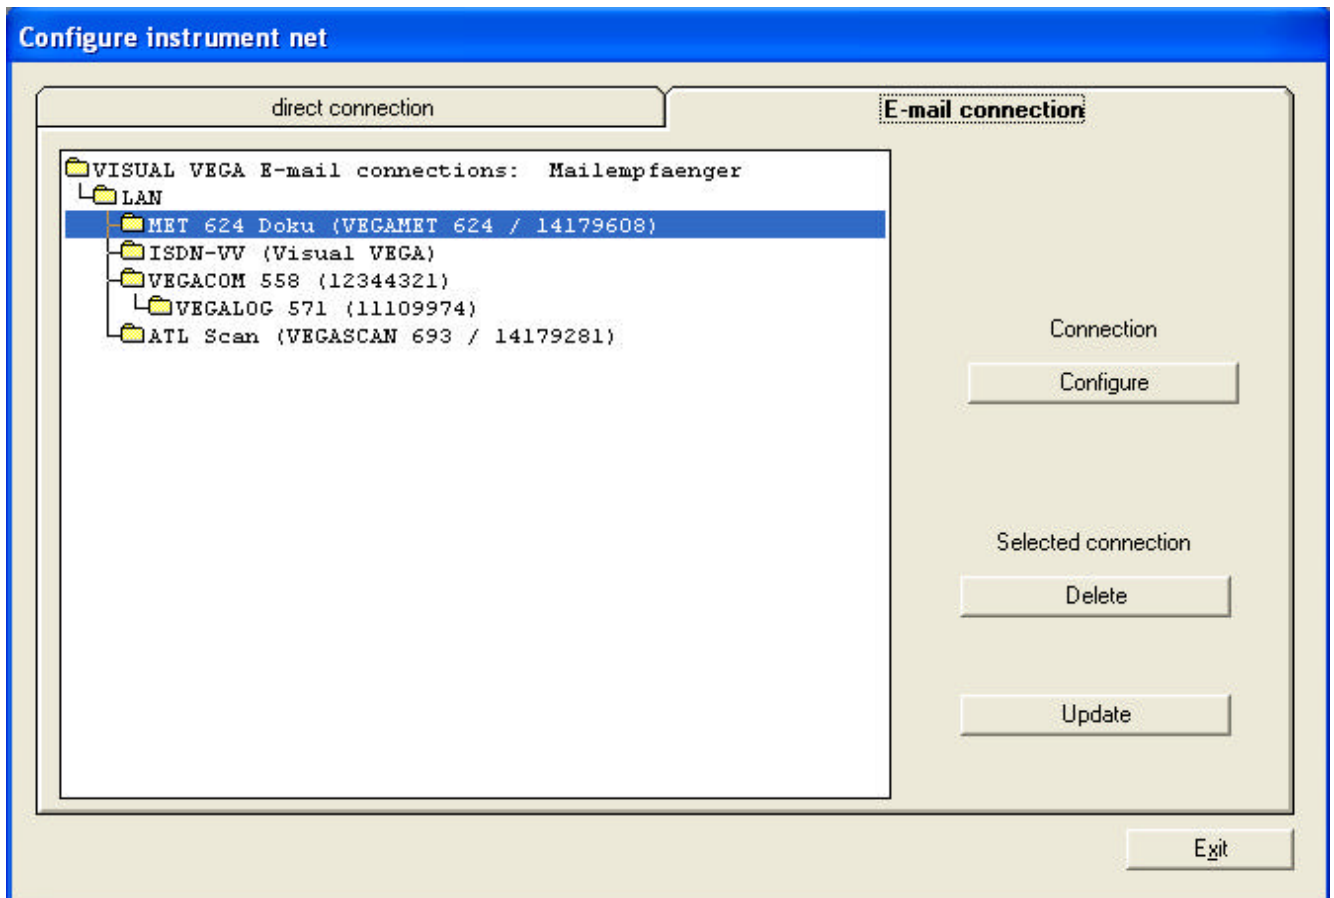 Configure instrument net
direct connection
E-mail connection
VISUAL VEGA E-mail connections: Mailempfaenger
LAN
MET 624 Doku (VEGAMET 624 / 14179608)
ISDN-VV (Visual VEGA)
VEGACOM 558 (12344321)
VEGALOG 571 (11109974)
ATL Scan (VEGASCAN 693 / 14179281)
Connection
Configure
Selected connection
Delete
Update
Exit